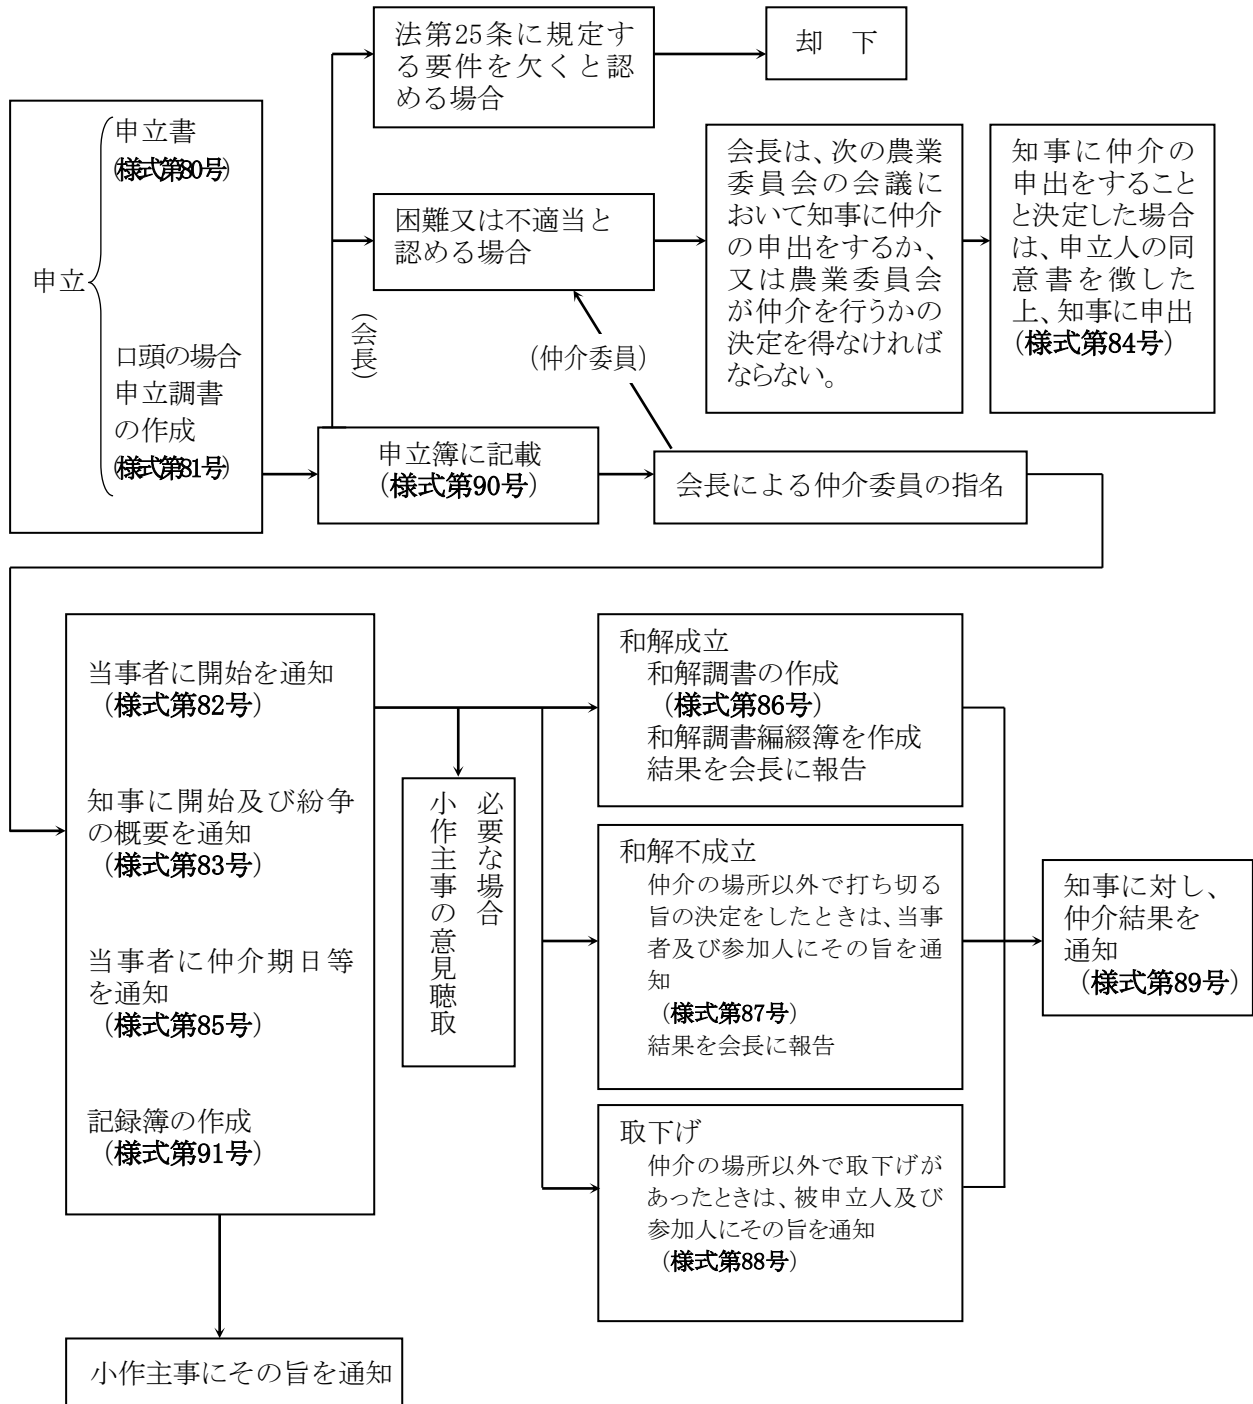 法第25条に規定す
る要件を欠くと認
める場合
却　下
申立
申立書
(様式第80号)
口頭の場合
申立調書
の作成
(様式第81号)
困難又は不適当と
認める場合
会長は、次の農業
委員会の会議に
おいて知事に仲介
の申出をするか、
又は農業委員会
が仲介を行うかの
決定を得なければ
ならない。
知事に仲介の
申出をすること
と決定した場合
は、申立人の同
意書を徴した
上、知事に申出
(様式第84号)
(会長)
(仲介委員)
申立簿に記載
(様式第90号)
会長による仲介委員の指名
当事者に開始を通知
(様式第82号)
知事に開始及び紛争
の概要を通知
(様式第83号)
当事者に仲介期日等
を通知
(様式第85号)
記録簿の作成
(様式第91号)
必要な場合
小作主事の意見聴取
和解成立
和解調書の作成
(様式第86号)
和解調書編綴簿を作成
結果を会長に報告
和解不成立
仲介の場所以外で打ち切る
旨の決定をしたときは、当事
者及び参加人にその旨を通
知
(様式第87号)
結果を会長に報告
取下げ
仲介の場所以外で取下げが
あったときは、被申立人及び
参加人にその旨を通知
(様式第88号)
知事に対し、
仲介結果を
通知
(様式第89号)
小作主事にその旨を通知